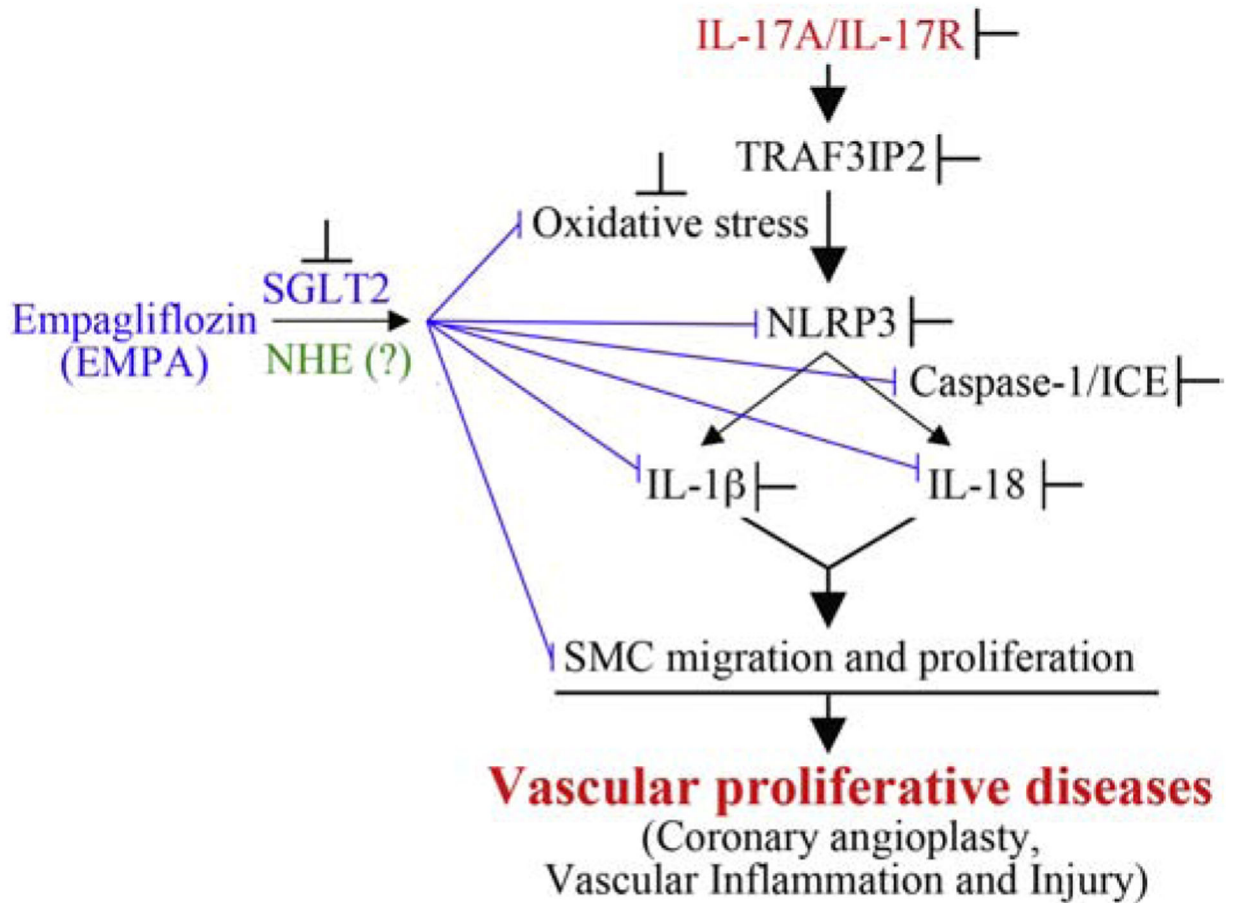 IL-17A/IL-17R
TRAF3IP2
Oxidative stress
SGLT2
Empagliflozin
(EMPA)
NHE (?)
NLRP3
Caspase-1/ICE
IL-1β
IL-18
SMC migration and proliferation
Vascular proliferative diseases
(Coronary angioplasty,
Vascular Inflammation and Injury)